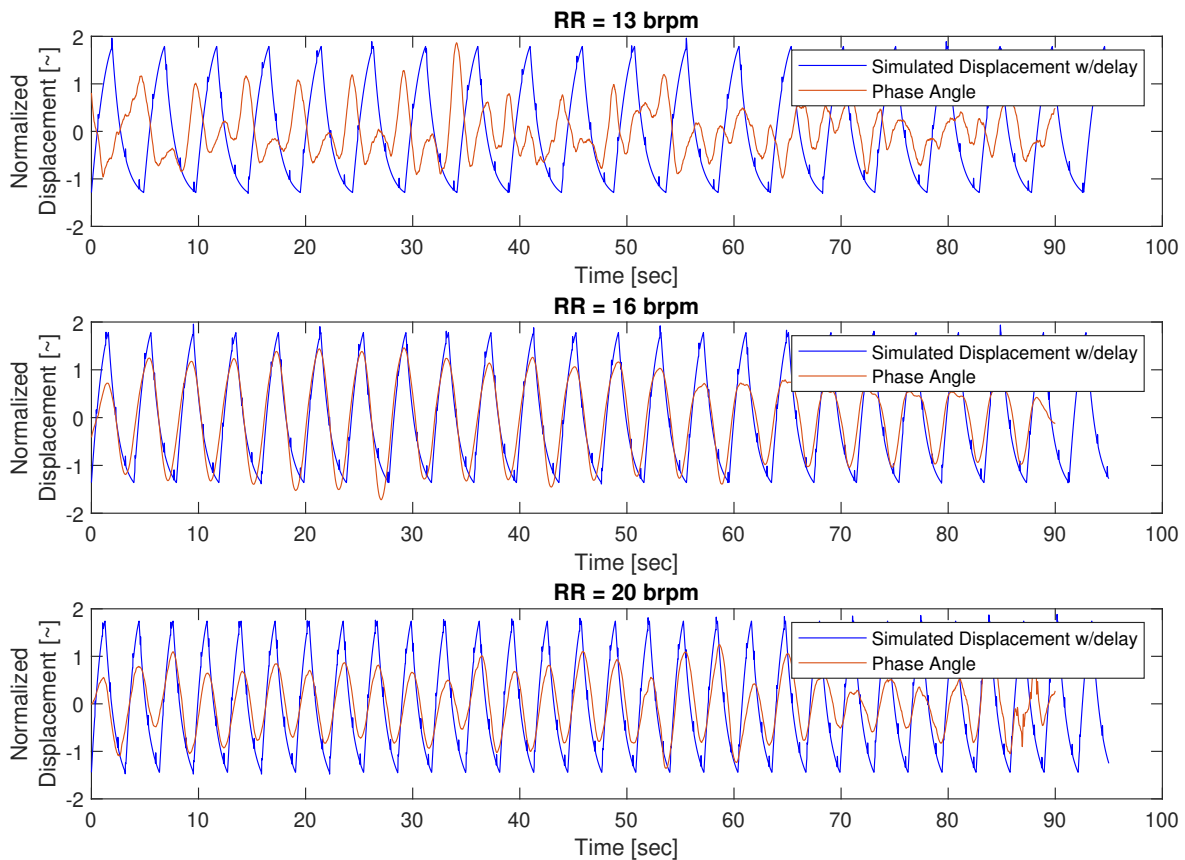 RR = 13 brpm
Normalized
Displacement [~]
2
1
0
-1
-2
Simulated Displacement w/delay
Phase Angle
0 10 20 30 40 50 60 70 80 90 100
Time [sec]
RR = 16 brpm
Normalized
Displacement [~]
2
1
0
-1
-2
Simulated Displacement w/delay
Phase Angle
0 10 20 30 40 50 60 70 80 90 100
Time [sec]
RR = 20 brpm
Normalized
Displacement [~]
2
1
0
-1
-2
Simulated Displacement w/delay
Phase Angle
0 10 20 30 40 50 60 70 80 90 100
Time [sec]